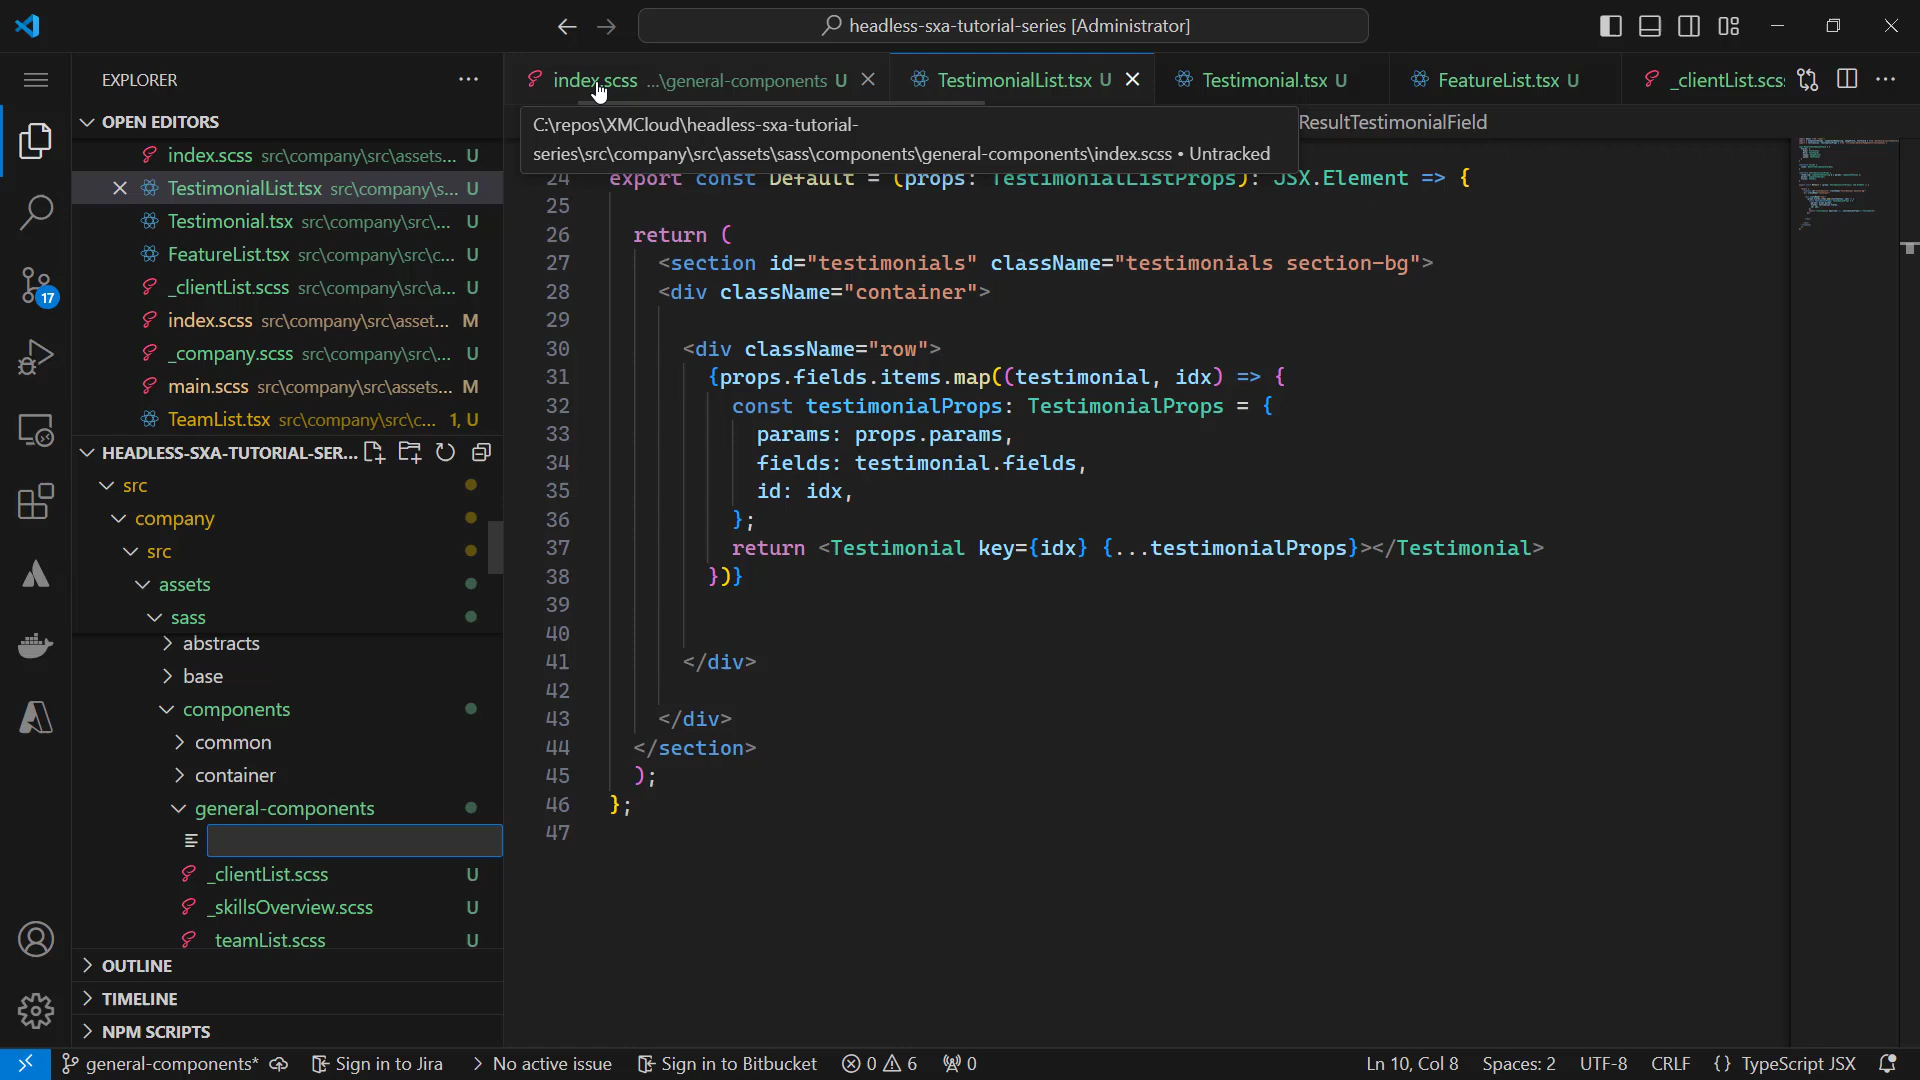 headless-sxa-tutorial-series [Administrator]
EXPLORER
index.scss ...\general-components U
TestimonialList.tsx U
Testimonial.tsx U
FeatureList.tsx U
_clientList.scs
OPEN EDITORS
index.scss src\company\src\assets... U
TestimonialList.tsx src\company\s... U
Testimonial.tsx src\company\src\... U
FeatureList.tsx src\company\src\c... U
_clientList.scss src\company\src\a... U
index.scss src\company\src\asset... M
_company.scss src\company\src\... U
main.scss src\company\src\assets... M
TeamList.tsx src\company\src\c... 1, U
HEADLESS-SXA-TUTORIAL-SER...
src
company
src
assets
sass
abstracts
base
components
common
container
general-components
_clientList.scss U
_skillsOverview.scss U
teamList.scss U
OUTLINE
TIMELINE
NPM SCRIPTS
17
C:\repos\XMCloud\headless-sxa-tutorial-
series\src\company\src\assets\sass\components\general-components\index.scss • Untracked
ResultTestimonialField
24 export const Default = (props: TestimonialListProps): JSX.Element => {
25
26 return (
27 <section id="testimonials" className="testimonials section-bg">
28 <div className="container">
29
30 <div className="row">
31 {props.fields.items.map((testimonial, idx) => {
32 const testimonialProps: TestimonialProps = {
33 params: props.params,
34 fields: testimonial.fields,
35 id: idx,
36 };
37 return <Testimonial key={idx} {...testimonialProps}></Testimonial>
38 })}
39
40
41 </div>
42
43 </div>
44 </section>
45 );
46 };
47
general-components*
Sign in to Jira
No active issue
Sign in to Bitbucket
0
6
0
Ln 10, Col 8
Spaces: 2
UTF-8
CRLF
{} TypeScript JSX